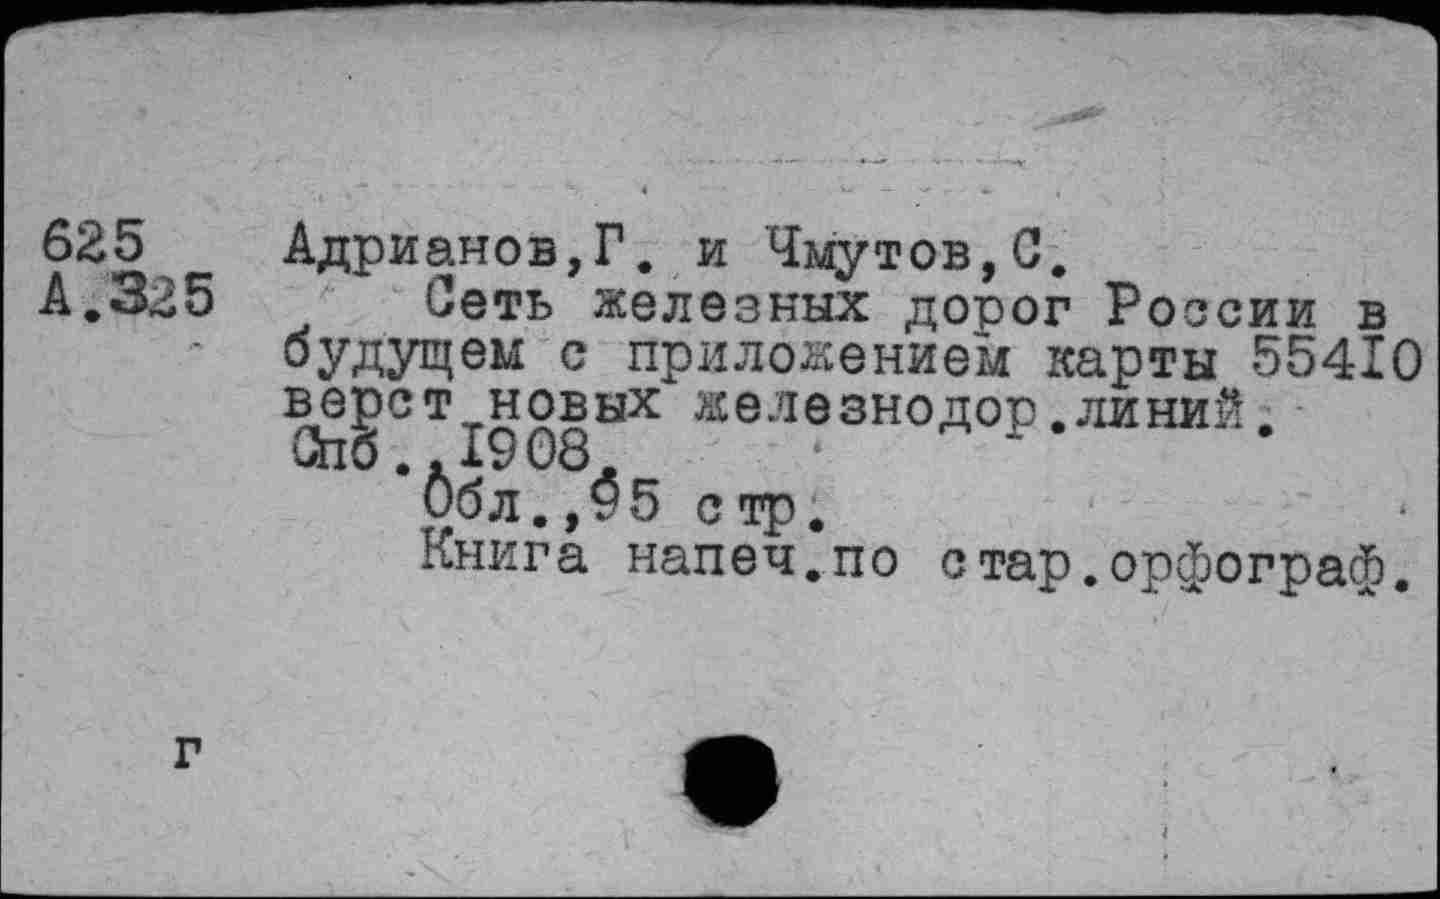 625 Адрианов,Г. и Чмутов,С.
А.325 Сеть железных дорог России в
будущем с приложением карты 55410
верст новых железнодор.линий.
Спб.,1908.
Обл.,95 стр.
Книга напеч.по стар.орфограф.
г